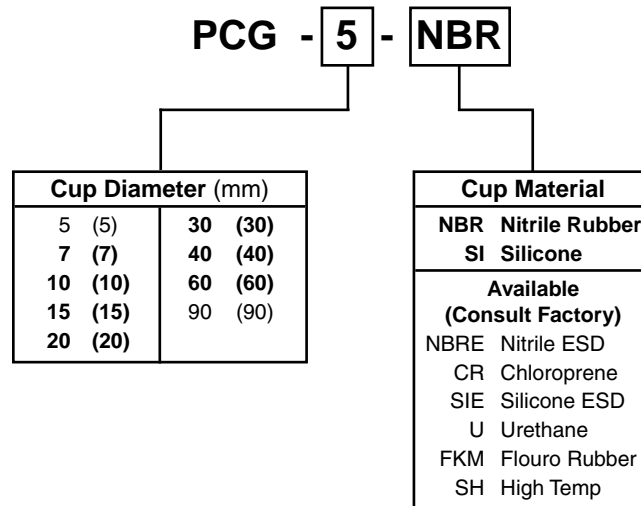 PCG - 5 - NBR
Cup Diameter (mm)
5 (5)
7 (7)
10 (10)
15 (15)
20 (20)
30 (30)
40 (40)
60 (60)
90 (90)
Cup Material
NBR Nitrile Rubber
SI Silicone
Available
(Consult Factory)
NBRE Nitrile ESD
CR Chloroprene
SIE Silicone ESD
U Urethane
FKM Flouro Rubber
SH High Temp